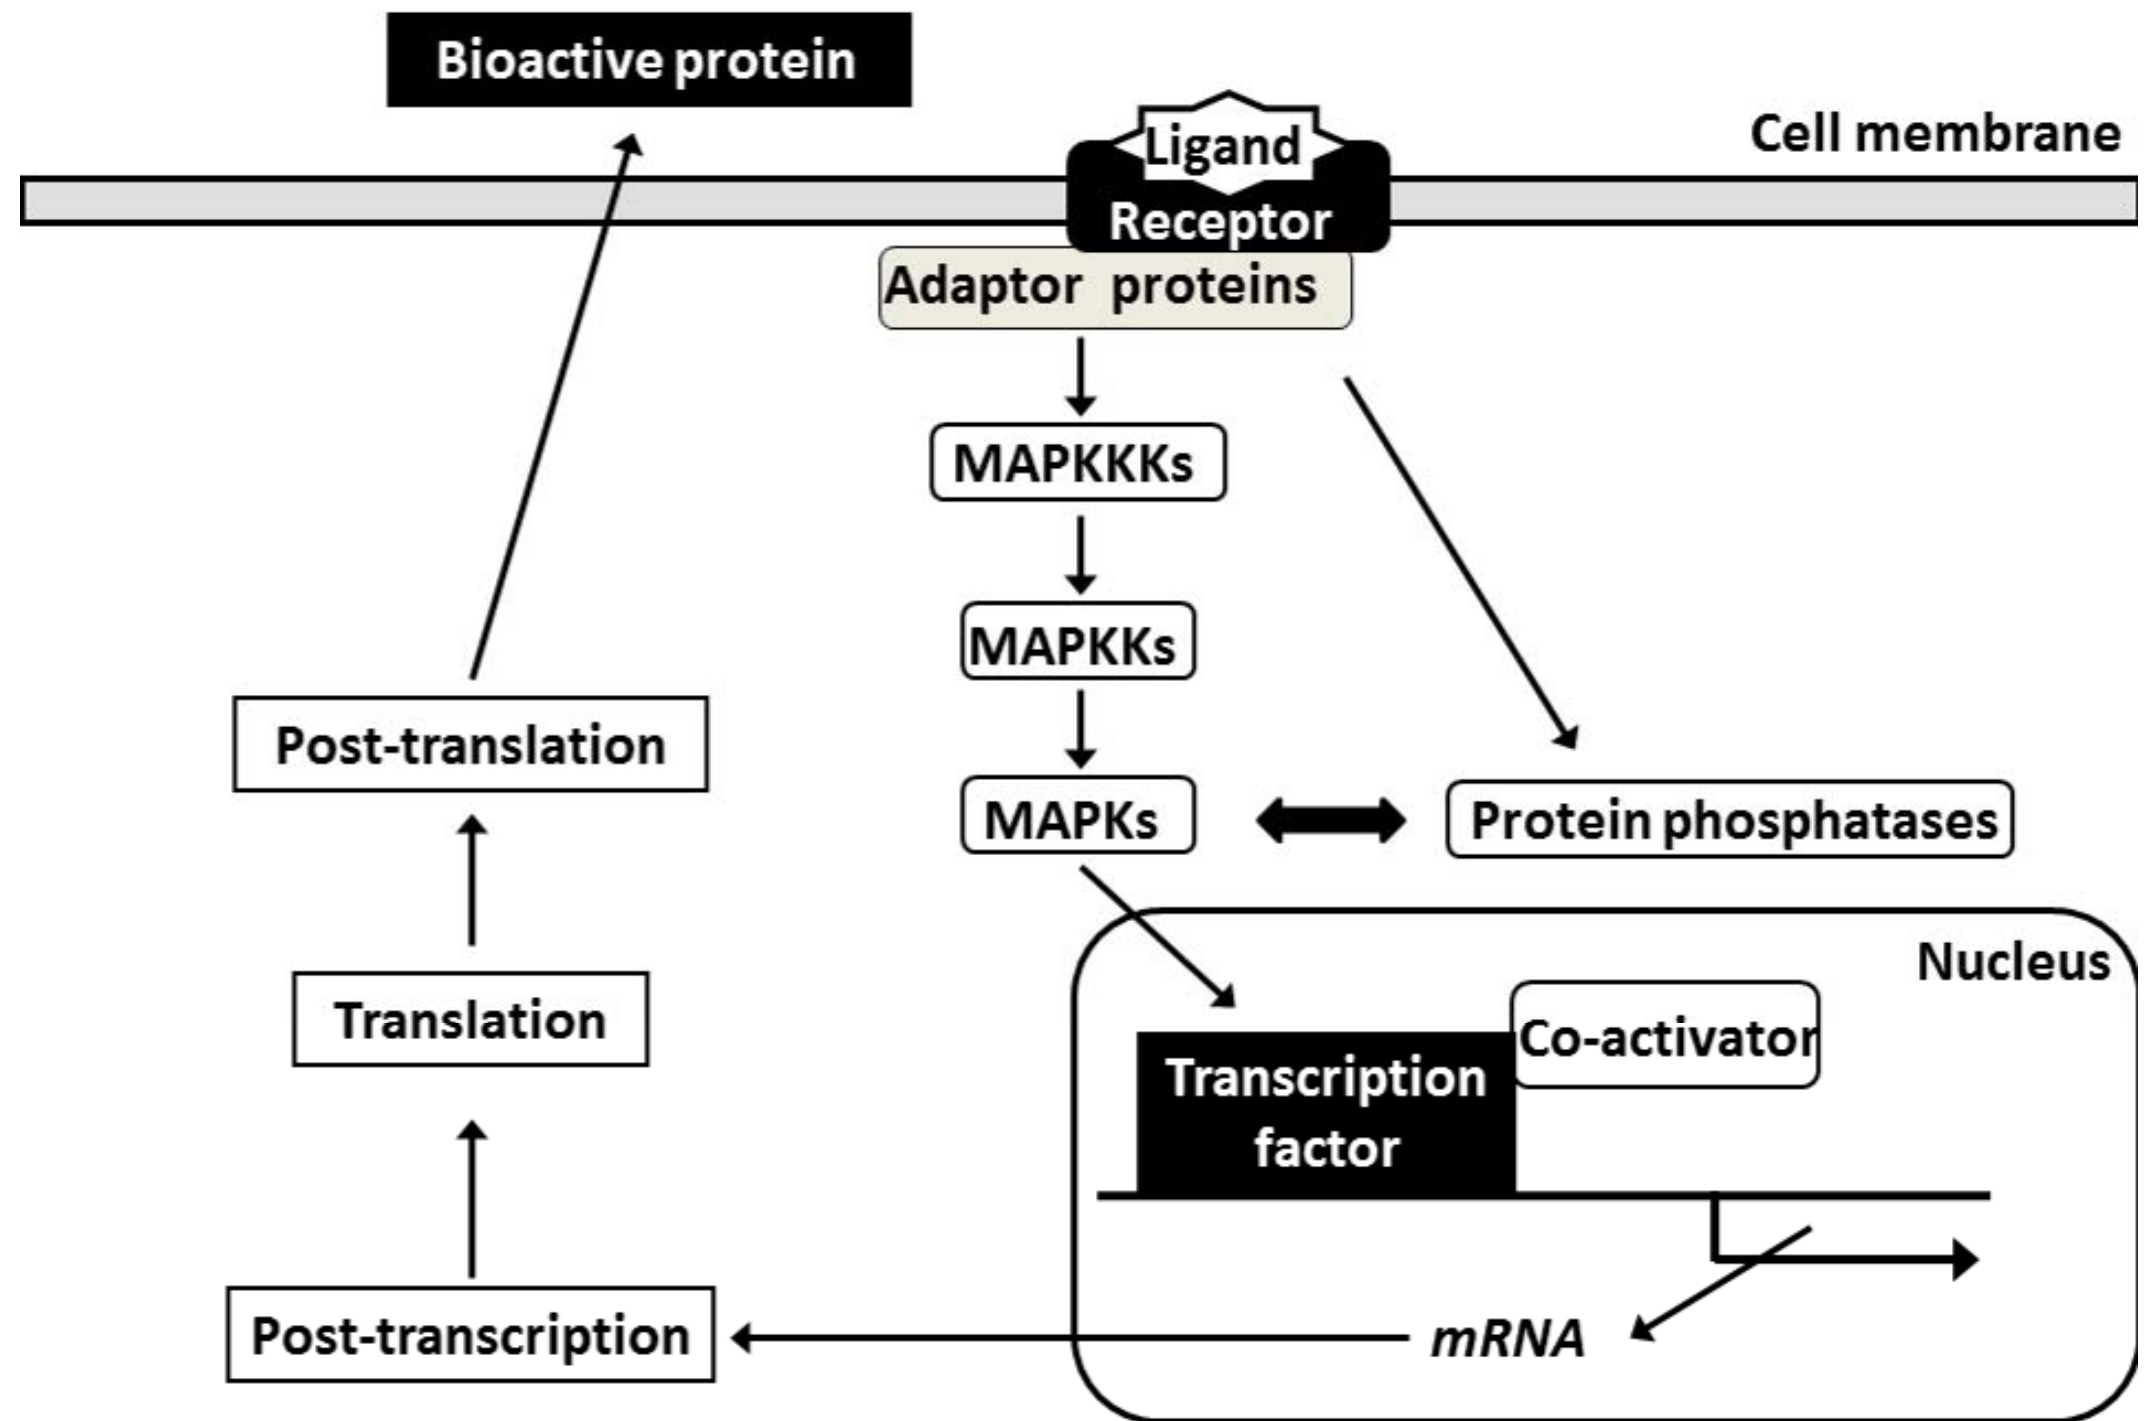 Bioactive protein
Ligand
Cell membrane
Receptor
Adaptor proteins
MAPKKKs
MAPKKs
Post-translation
MAPKs
Protein phosphatases
Nucleus
Translation
Co-activator
Transcription
factor
Post-transcription
mRNA